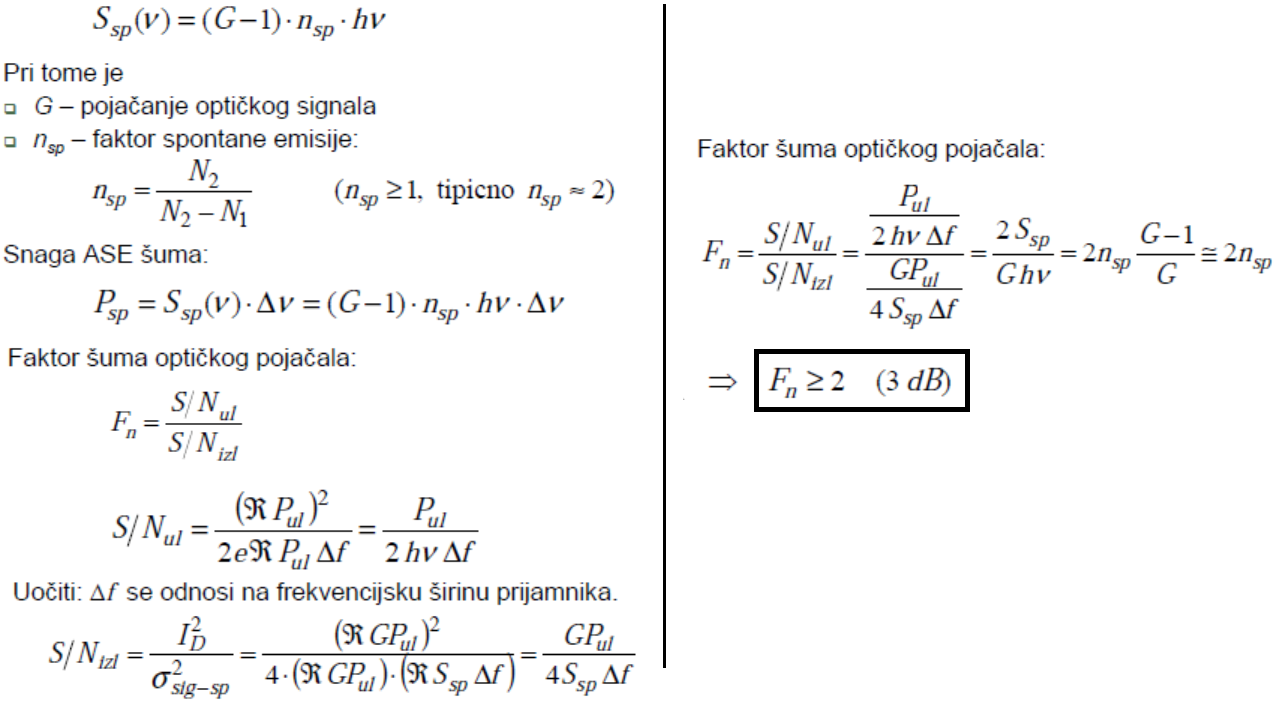 S_sp(ν) = (G−1) · n_sp · hν
Pri tome je
G – pojačanje optičkog signala
n_sp – faktor spontane emisije:
n_sp = N_2 / (N_2 − N_1) (n_sp ≥ 1, tipicno n_sp ≈ 2)
Snaga ASE šuma:
P_sp = S_sp(ν) · Δν = (G−1) · n_sp · hν · Δν
Faktor šuma optičkog pojačala:
F_n = (S/N_ul) / (S/N_izl)
S/N_ul = (ℜ P_ul)^2 / (2eℜ P_ul Δf) = P_ul / (2 hν Δf)
Uočiti: Δf se odnosi na frekvencijsku širinu prijamnika.
S/N_izl = I_D^2 / σ^2_sig−sp = (ℜ GP_ul)^2 / (4·(ℜ GP_ul)·(ℜ S_sp Δf)) = GP_ul / (4S_sp Δf)
Faktor šuma optičkog pojačala:
F_n = (S/N_ul) / (S/N_izl) = (P_ul / (2 hν Δf)) / (GP_ul / (4 S_sp Δf)) = 2 S_sp / (G hν) = 2n_sp (G−1) / G ≅ 2n_sp
⇒ F_n ≥ 2 (3 dB)